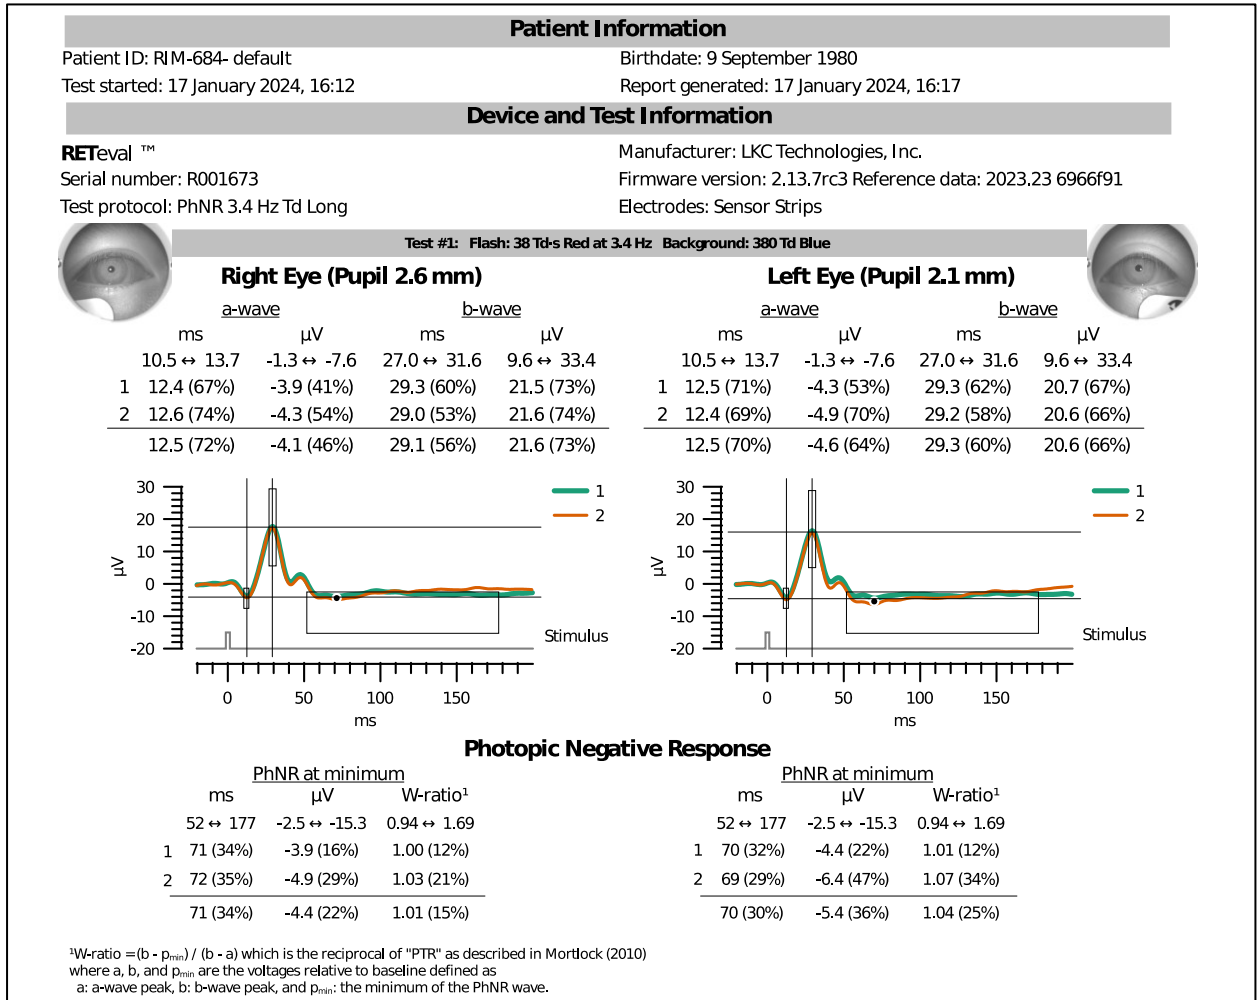 Patient Information
Patient ID: RIM-684- default Birthdate: 9 September 1980
Test started: 17 January 2024, 16:12 Report generated: 17 January 2024, 16:17
Device and Test Information
RETeval ™ Manufacturer: LKC Technologies, Inc.
Serial number: R001673 Firmware version: 2.13.7rc3 Reference data: 2023.23 6966f91
Test protocol: PhNR 3.4 Hz Td Long Electrodes: Sensor Strips
Test #1: Flash: 38 Td·s Red at 3.4 Hz Background: 380 Td Blue
Right Eye (Pupil 2.6 mm)
a-wave b-wave
ms µV ms µV
10.5 ↔ 13.7 -1.3 ↔ -7.6 27.0 ↔ 31.6 9.6 ↔ 33.4
1 12.4 (67%) -3.9 (41%) 29.3 (60%) 21.5 (73%)
2 12.6 (74%) -4.3 (54%) 29.0 (53%) 21.6 (74%)
12.5 (72%) -4.1 (46%) 29.1 (56%) 21.6 (73%)
Left Eye (Pupil 2.1 mm)
a-wave b-wave
ms µV ms µV
10.5 ↔ 13.7 -1.3 ↔ -7.6 27.0 ↔ 31.6 9.6 ↔ 33.4
1 12.5 (71%) -4.3 (53%) 29.3 (62%) 20.7 (67%)
2 12.4 (69%) -4.9 (70%) 29.2 (58%) 20.6 (66%)
12.5 (70%) -4.6 (64%) 29.3 (60%) 20.6 (66%)
30
20
10
0
-10
-20
µV
1
2
Stimulus
0 50 100 150
ms
30
20
10
0
-10
-20
µV
1
2
Stimulus
0 50 100 150
ms
Photopic Negative Response
PhNR at minimum
ms µV W-ratio¹
52 ↔ 177 -2.5 ↔ -15.3 0.94 ↔ 1.69
1 71 (34%) -3.9 (16%) 1.00 (12%)
2 72 (35%) -4.9 (29%) 1.03 (21%)
71 (34%) -4.4 (22%) 1.01 (15%)
PhNR at minimum
ms µV W-ratio¹
52 ↔ 177 -2.5 ↔ -15.3 0.94 ↔ 1.69
1 70 (32%) -4.4 (22%) 1.01 (12%)
2 69 (29%) -6.4 (47%) 1.07 (34%)
70 (30%) -5.4 (36%) 1.04 (25%)
¹W-ratio = (b - pmin) / (b - a) which is the reciprocal of "PTR" as described in Mortlock (2010)
where a, b, and pmin are the voltages relative to baseline defined as
a: a-wave peak, b: b-wave peak, and pmin: the minimum of the PhNR wave.